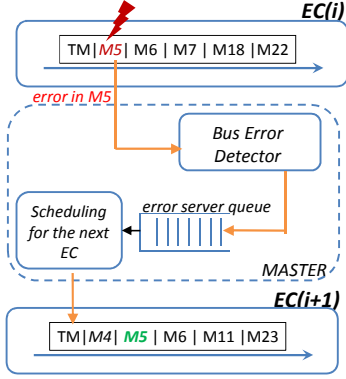 EC(i)
TM|M5| M6 | M7 | M18 |M22
error in M5
Bus Error
Detector
error server queue
Scheduling
for the next
EC
MASTER
EC(i+1)
TM|M4| M5 | M6 | M11 |M23